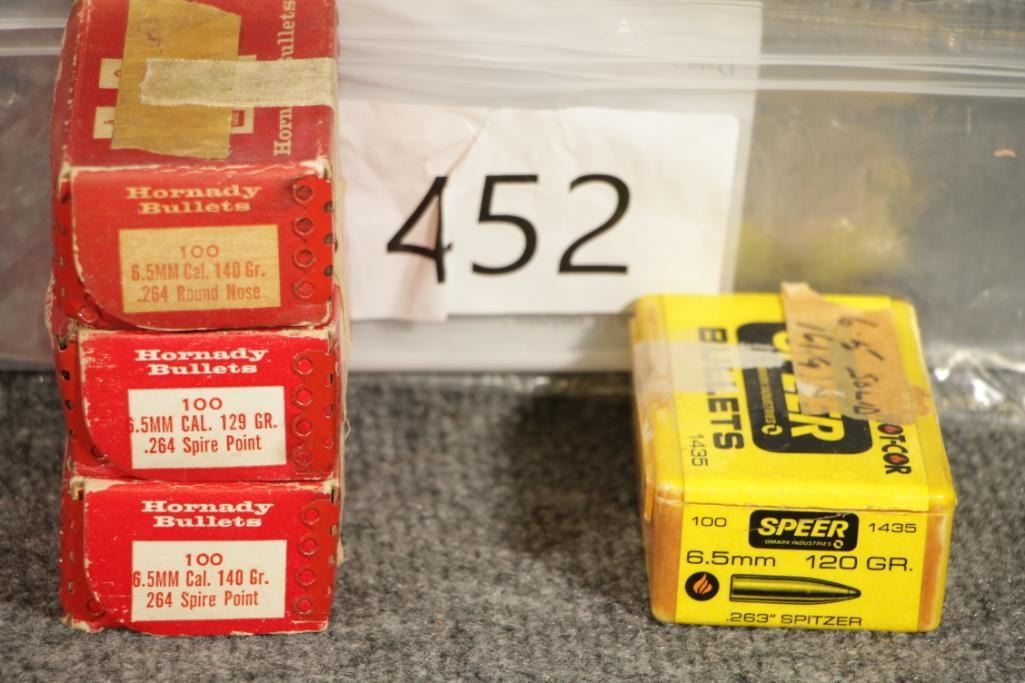 Hornady
Bullets
Hornady
Bullets
100
6.5MM Cal. 140 Gr.
.264 Round Nose
Hornady
Bullets
100
6.5MM CAL. 129 GR.
.264 Spire Point
Hornady
Bullets
100
6.5MM Cal. 140 Gr.
264 Spire Point
452
SPEER
BULLETS
1435
HOT-COR
100
SPEER
OMARK INDUSTRIES
1435
6.5mm 120 GR.
.263" SPITZER